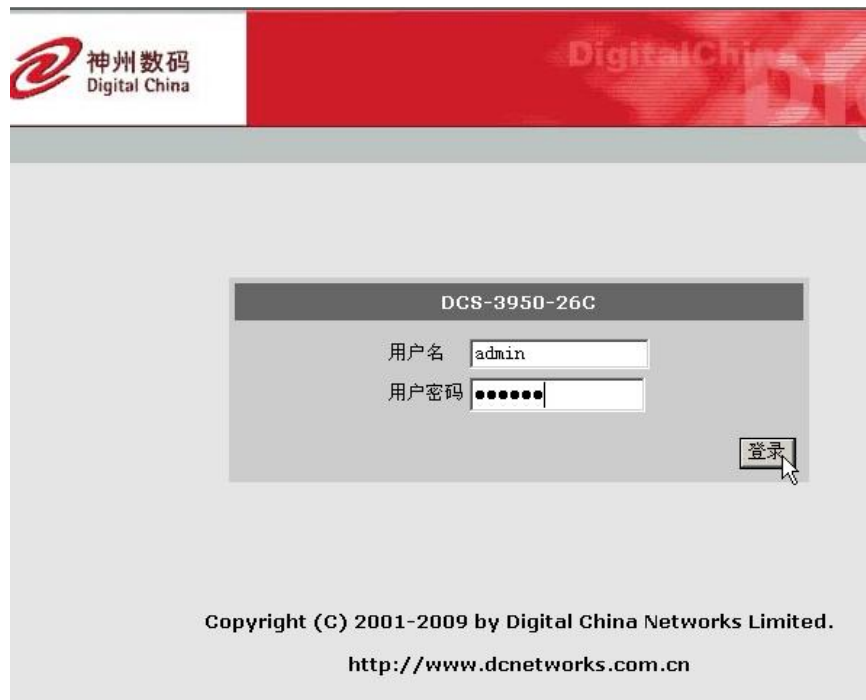 神州数码
Digital China
DigitalChina
DCS-3950-26C
用户名 admin
用户密码 ●●●●●●
登录
Copyright (C) 2001-2009 by Digital China Networks Limited.
http://www.dcnetworks.com.cn